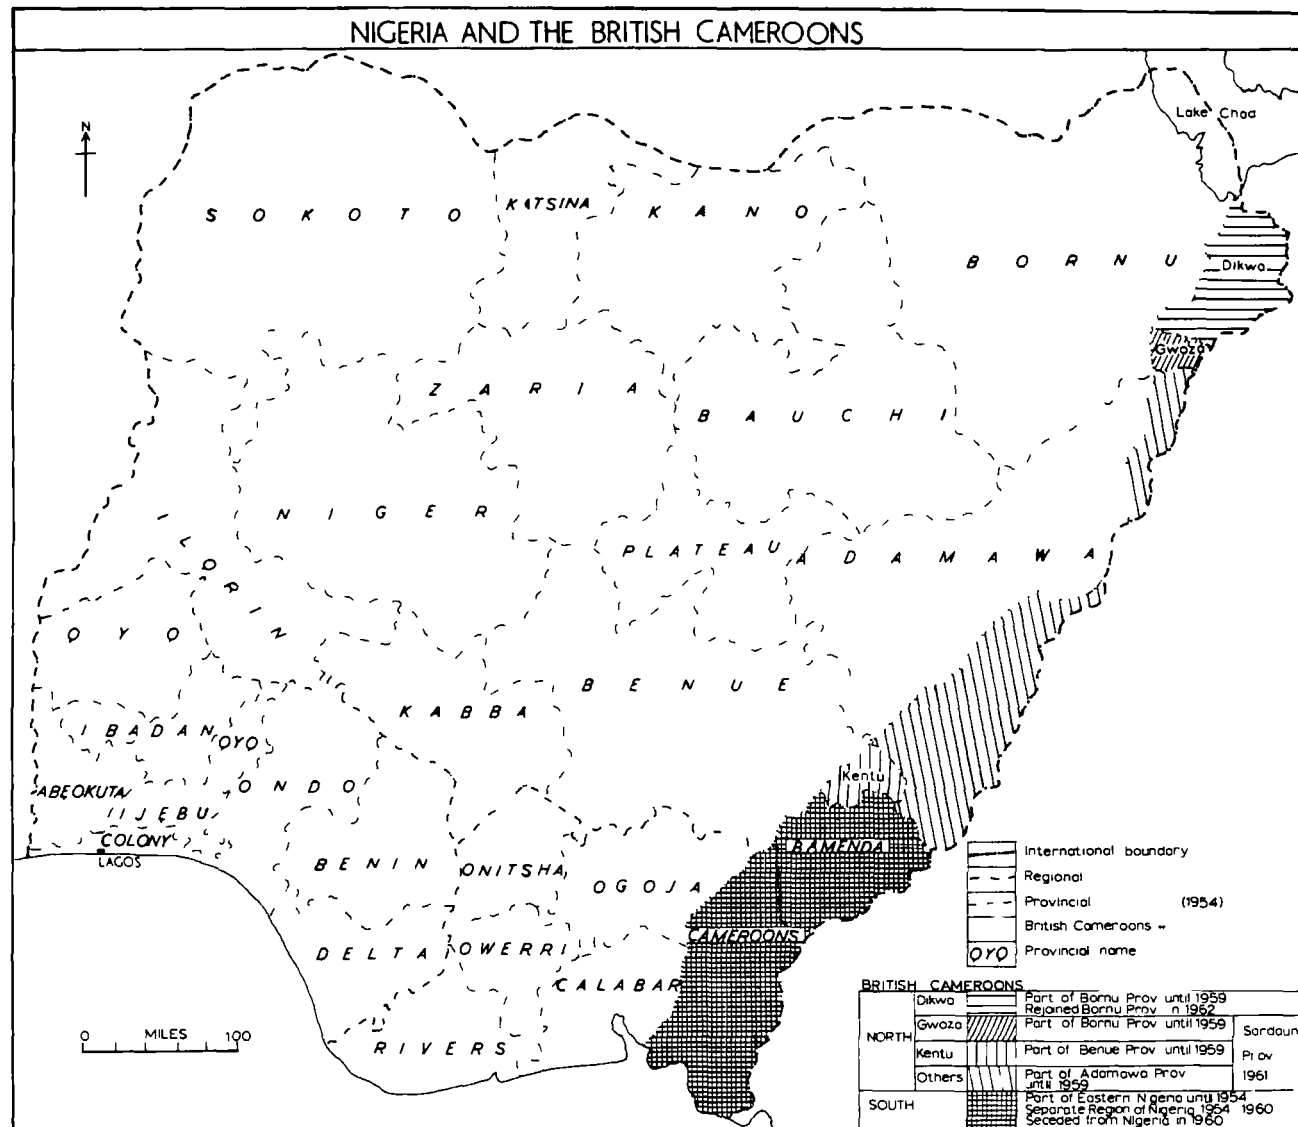 NIGERIA AND THE BRITISH CAMEROONS
N
Lake Chad
SOKOTO
KATSINA
KANO
BORNU
Dikwa
Gwoza
ZARIA
BAUCHI
NIGER
ILORIN
PLATEAU
ADAMAWA
OYO
BENUE
KABBA
IBADAN
OYO
Kentu
ABEOKUTA
ONDO
IJEBU
COLONY
LAGOS
BAMENDA
BENIN
ONITSHA
OGOJA
CAMEROONS
DELTA
OWERRI
CALABAR
RIVERS
0 MILES 100
International boundary
Regional
Provincial (1954)
British Cameroons "
OYO Provincial name
BRITISH CAMEROONS
NORTH
Dikwa Part of Bornu Prov until 1959
Rejoined Bornu Prov n 1962
Gwoza Part of Bornu Prov until 1959
Kentu Part of Benue Prov until 1959
Others Part of Adamawa Prov
until 1959
Sardaun
Prov
1961
SOUTH Part of Eastern Nigeria until 1954
Separate Region of Nigeria 1954 1960
Seceded from Nigeria in 1960